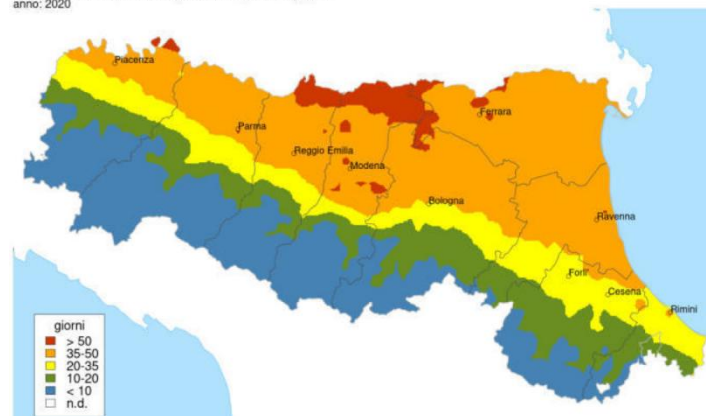 anno: 2020
Piacenza
Parma
Reggio Emilia
Modena
Ferrara
Bologna
Ravenna
Forlì'
Cesena
Rimini
giorni
> 50
35-50
20-35
10-20
< 10
n.d.